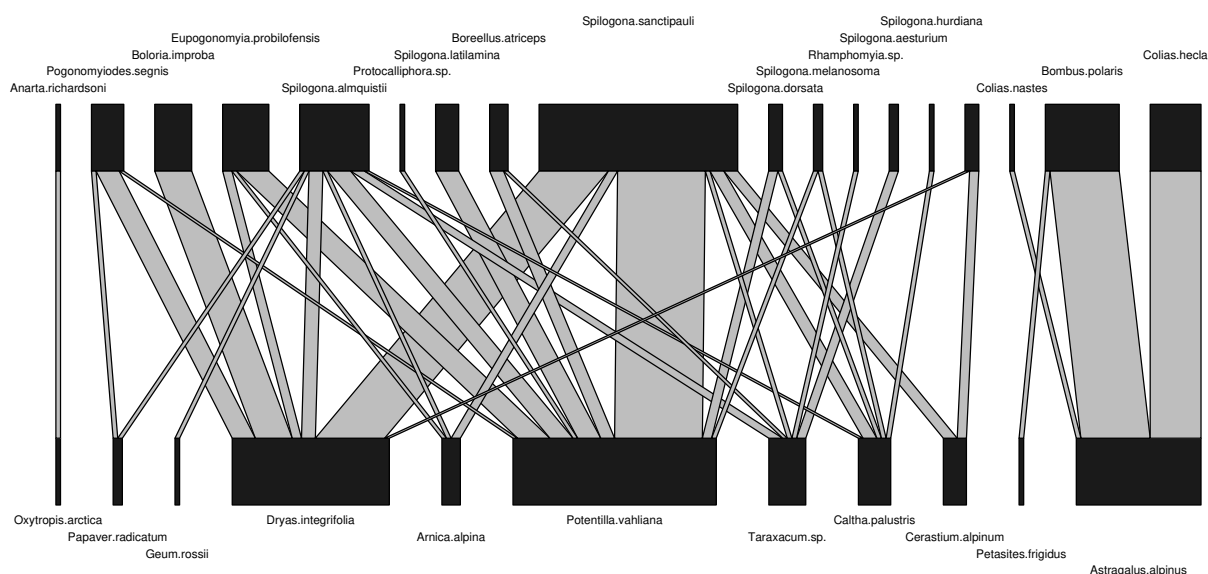 Spilogona.sanctipauli
Spilogona.hurdiana
Eupogonomyia.probilofensis
Boreellus.atriceps
Spilogona.aesturium
Boloria.improba
Spilogona.latilamina
Rhamphomyia.sp.
Colias.hecla
Pogonomyiodes.segnis
Protocalliphora.sp.
Spilogona.melanosoma
Bombus.polaris
Anarta.richardsoni
Spilogona.almquistii
Spilogona.dorsata
Colias.nastes
Oxytropis.arctica
Dryas.integrifolia
Potentilla.vahliana
Caltha.palustris
Papaver.radicatum
Arnica.alpina
Taraxacum.sp.
Cerastium.alpinum
Geum.rossii
Petasites.frigidus
Astragalus.alpinus